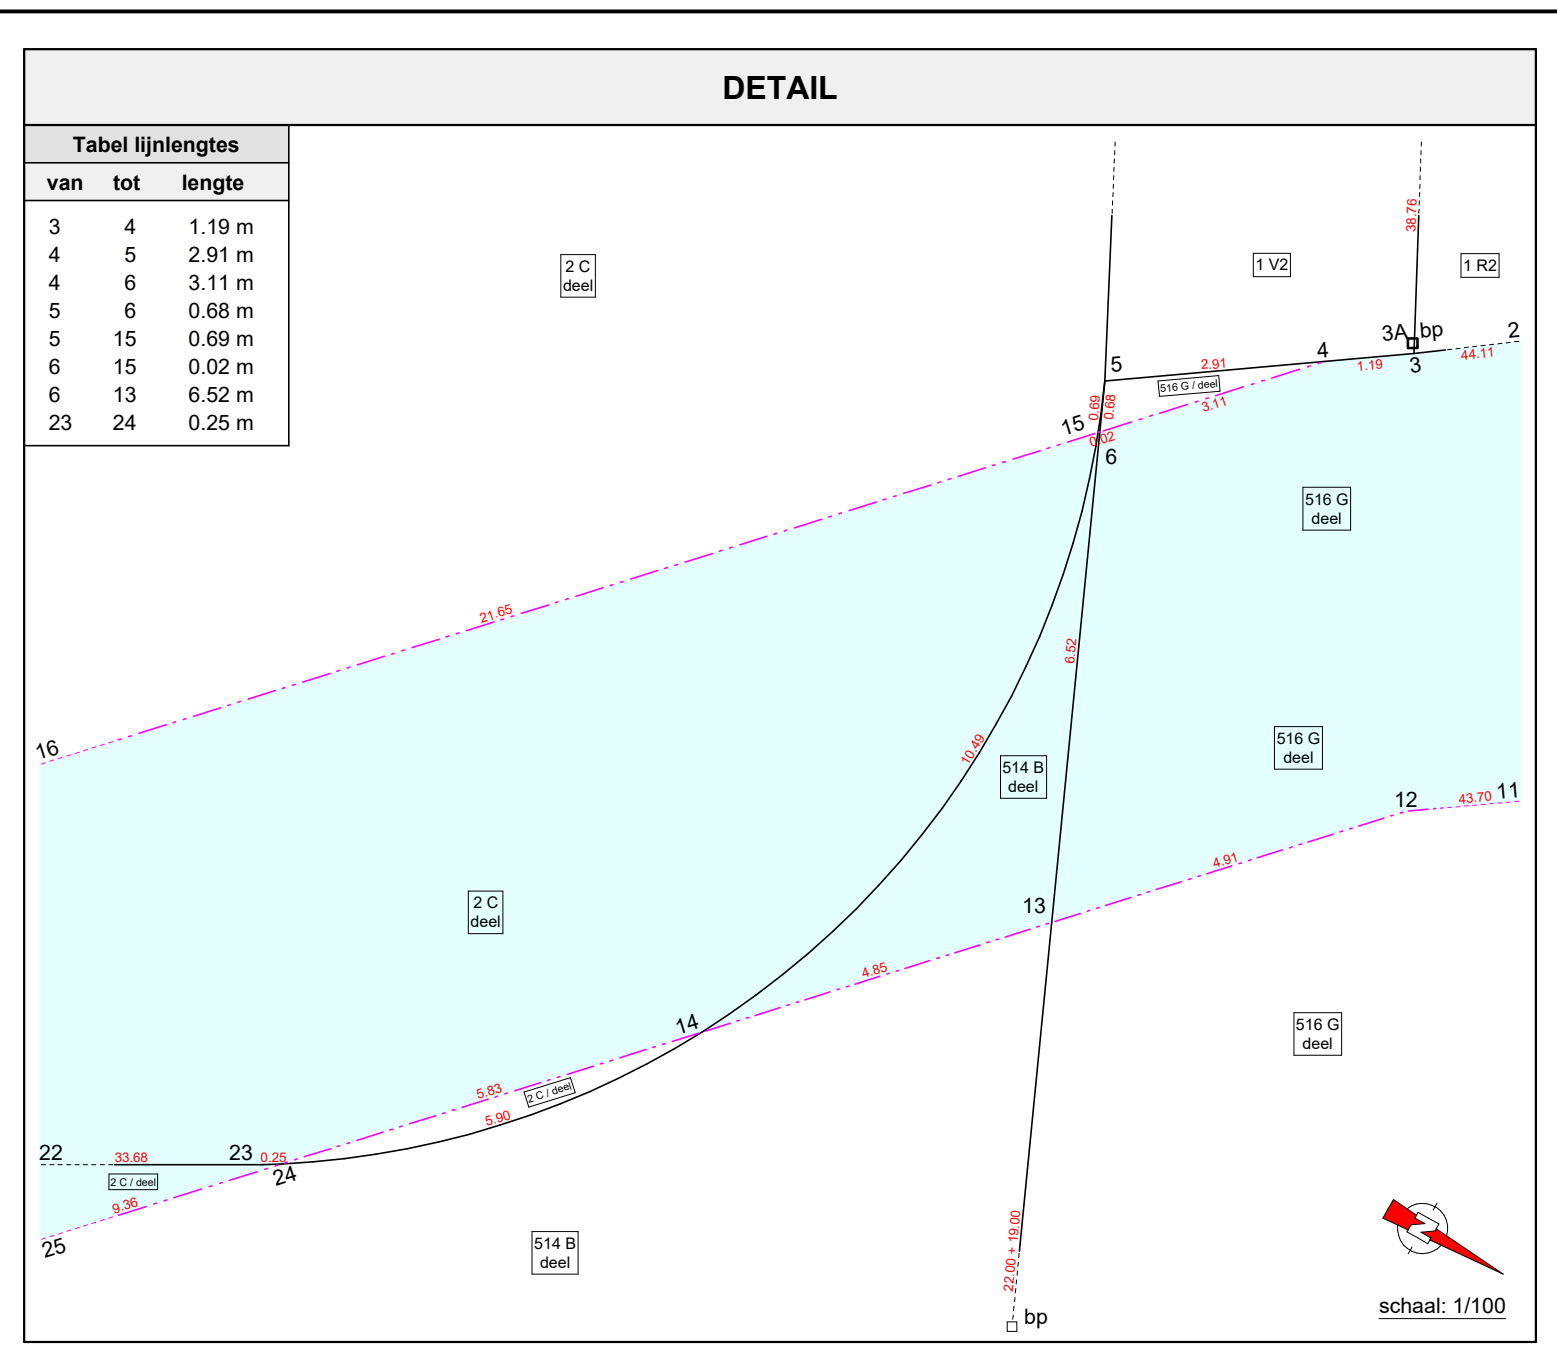 DETAIL
Tabel lijnlengtes
van tot lengte
3 4 1.19 m
4 5 2.91 m
4 6 3.11 m
5 6 0.68 m
5 15 0.69 m
6 15 0.02 m
6 13 6.52 m
23 24 0.25 m
2 C
deel
38.76
1 V2
1 R2
3A bp
2
44.11
3
1.19
4
2.91
5
516 G / deel
3.11
0.69
0.68
15
0.02
6
516 G
deel
21.65
6.52
16
10.49
514 B
deel
516 G
deel
12
43.70
11
4.91
2 C
deel
13
4.85
14
516 G
deel
5.83
2 C / deel
5.90
22
33.68
23
0.25
24
2 C / deel
9.36
25
514 B
deel
22.00 + 19.00
bp
schaal: 1/100